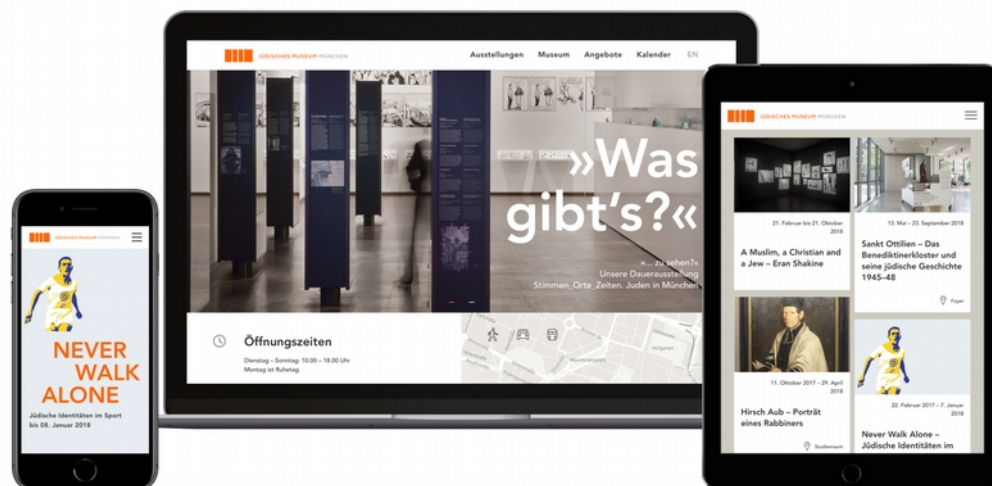 JÜDISCHES MUSEUM MÜNCHEN
Ausstellungen Museum Angebote Kalender EN
»Was
gibt's?«
»... zu sehen?«
Unsere Dauerausstellung
Stimmen_Orte_Zeiten. Juden in München
Öffnungszeiten
Dienstag – Sonntag: 10.00 – 18.00 Uhr
Montag ist Ruhetag
JÜDISCHES MUSEUM MÜNCHEN
NEVER
WALK
ALONE
Jüdische Identitäten im Sport
bis 08. Januar 2018
JÜDISCHES MUSEUM MÜNCHEN
21. Februar bis 21. Oktober
2018
A Muslim, a Christian and
a Jew – Eran Shakine
13. Mai – 23. September 2018
Sankt Ottilien – Das
Benediktinerkloster und
seine jüdische Geschichte
1945–48
Foyer
11. Oktober 2017 – 29. April
2018
Hirsch Aub – Porträt
eines Rabbiners
Studienraum
22. Februar 2017 – 7. Januar
2018
Never Walk Alone –
Jüdische Identitäten im